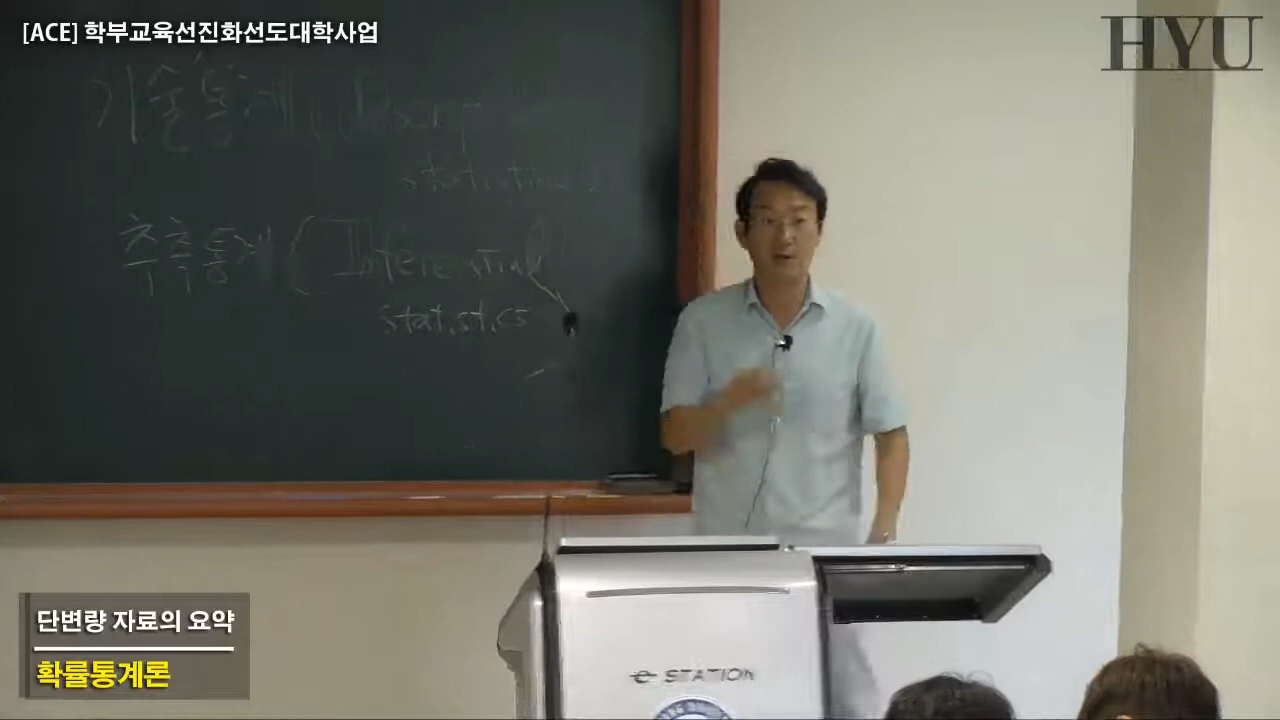 [ACE] 학부교육선진화선도대학사업
HYU
기술통계 (Descrip
statistics)
추측통계 (Inferential
statistics
단변량 자료의 요약
확률통계론
e-STATION